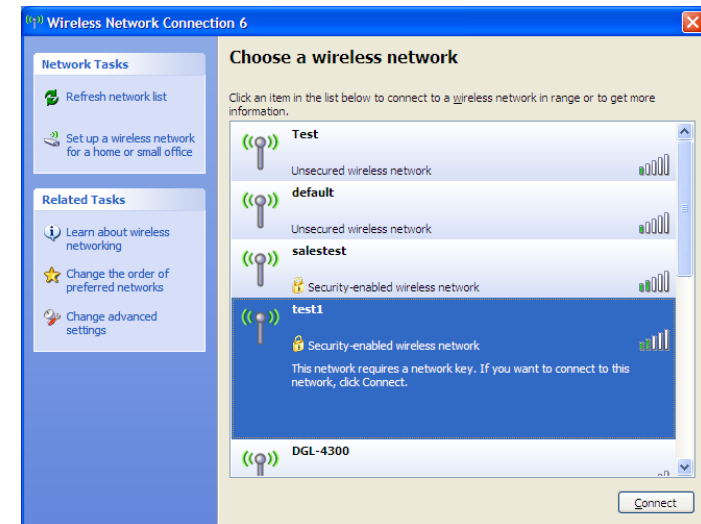 Wireless Network Connection 6
Network Tasks
Refresh network list
Set up a wireless network
for a home or small office
Related Tasks
Learn about wireless
networking
Change the order of
preferred networks
Change advanced
settings
Choose a wireless network
Click an item in the list below to connect to a wireless network in range or to get more
information.
Test
Unsecured wireless network
default
Unsecured wireless network
salestest
Security-enabled wireless network
test1
Security-enabled wireless network
This network requires a network key. If you want to connect to this
network, click Connect.
DGL-4300
Connect